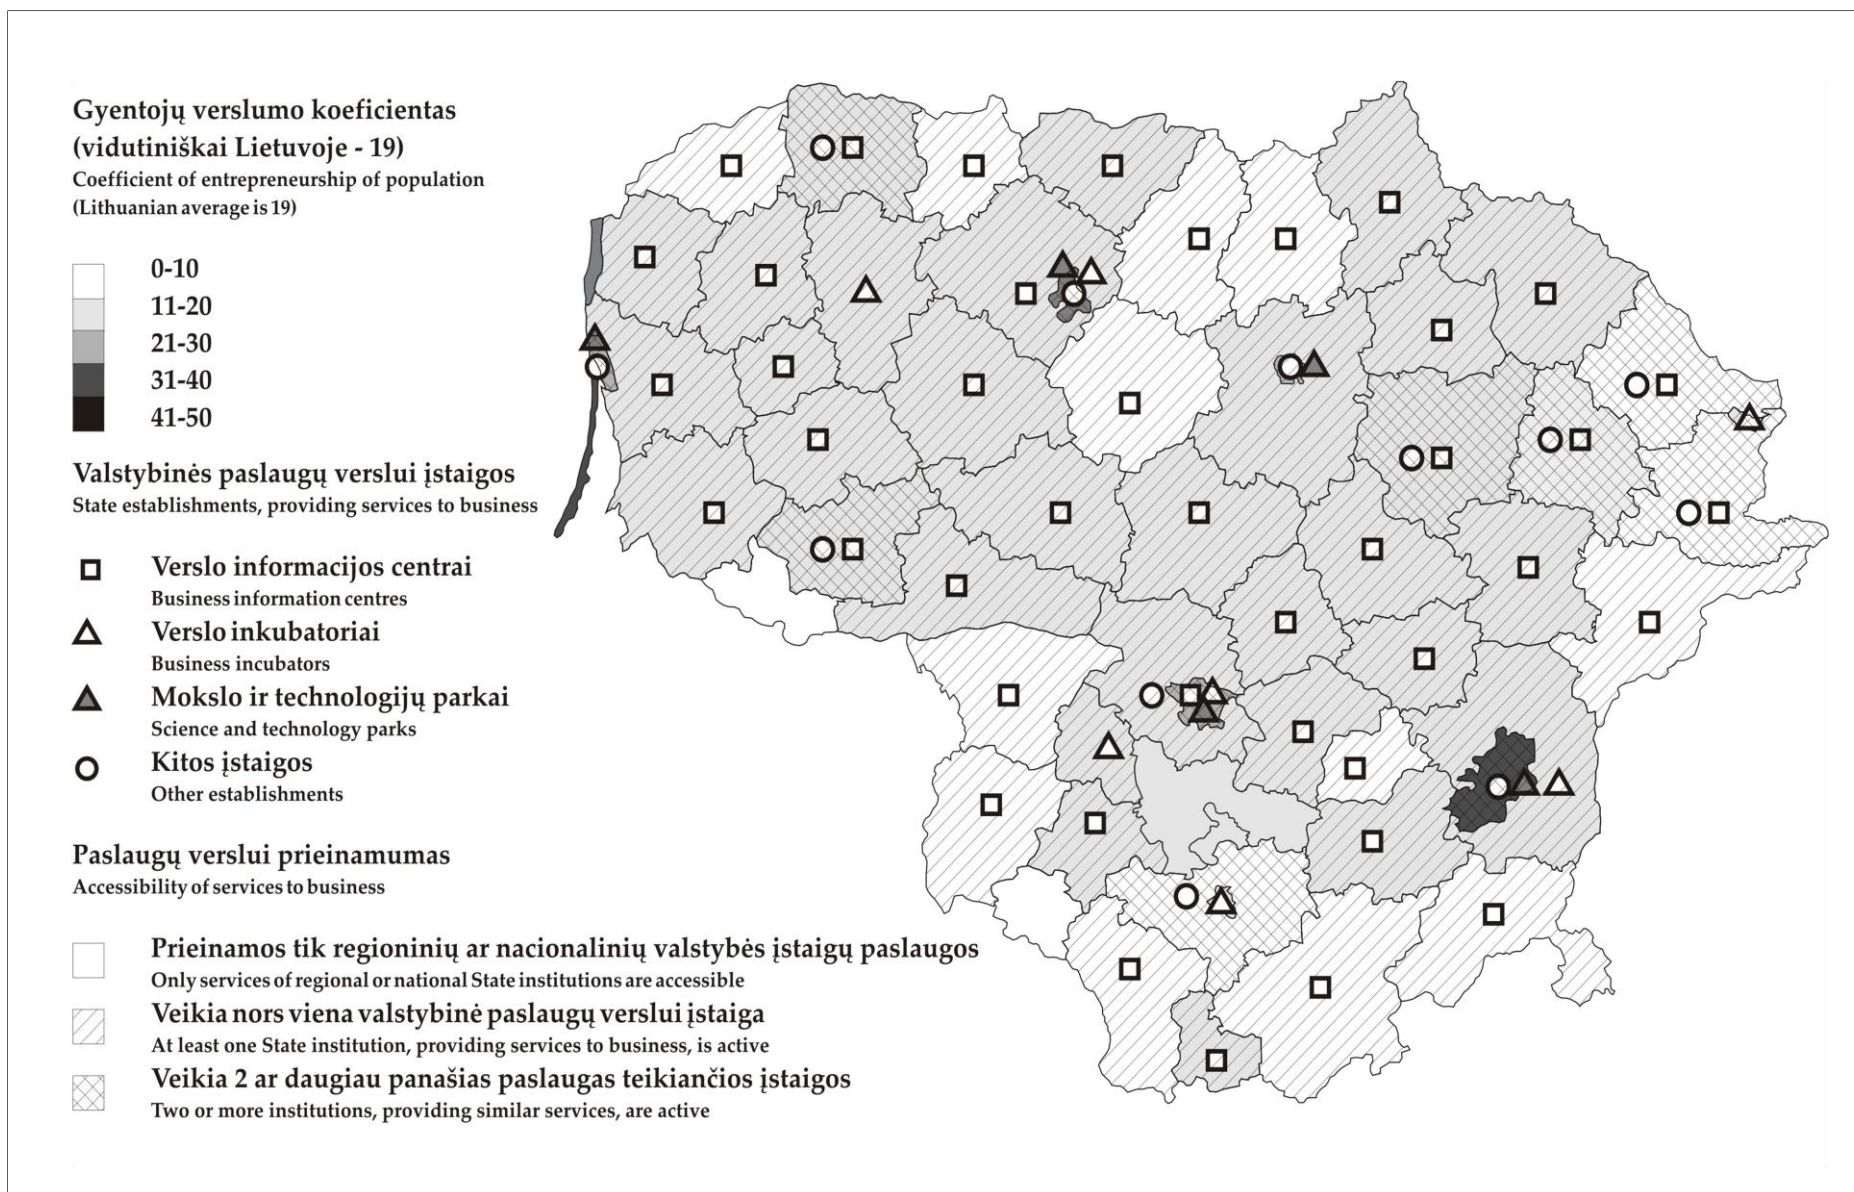 Gyentojų verslumo koeficientas
(vidutiniškai Lietuvoje - 19)
Coefficient of entrepreneurship of population
(Lithuanian average is 19)
0-10
11-20
21-30
31-40
41-50
Valstybinės paslaugų verslui įstaigos
State establishments, providing services to business
Verslo informacijos centrai
Business information centres
Verslo inkubatoriai
Business incubators
Mokslo ir technologijų parkai
Science and technology parks
Kitos įstaigos
Other establishments
Paslaugų verslui prieinamumas
Accessibility of services to business
Prieinamos tik regioninių ar nacionalinių valstybės įstaigų paslaugos
Only services of regional or national State institutions are accessible
Veikia nors viena valstybinė paslaugų verslui įstaiga
At least one State institution, providing services to business, is active
Veikia 2 ar daugiau panašias paslaugas teikiančios įstaigos
Two or more institutions, providing similar services, are active